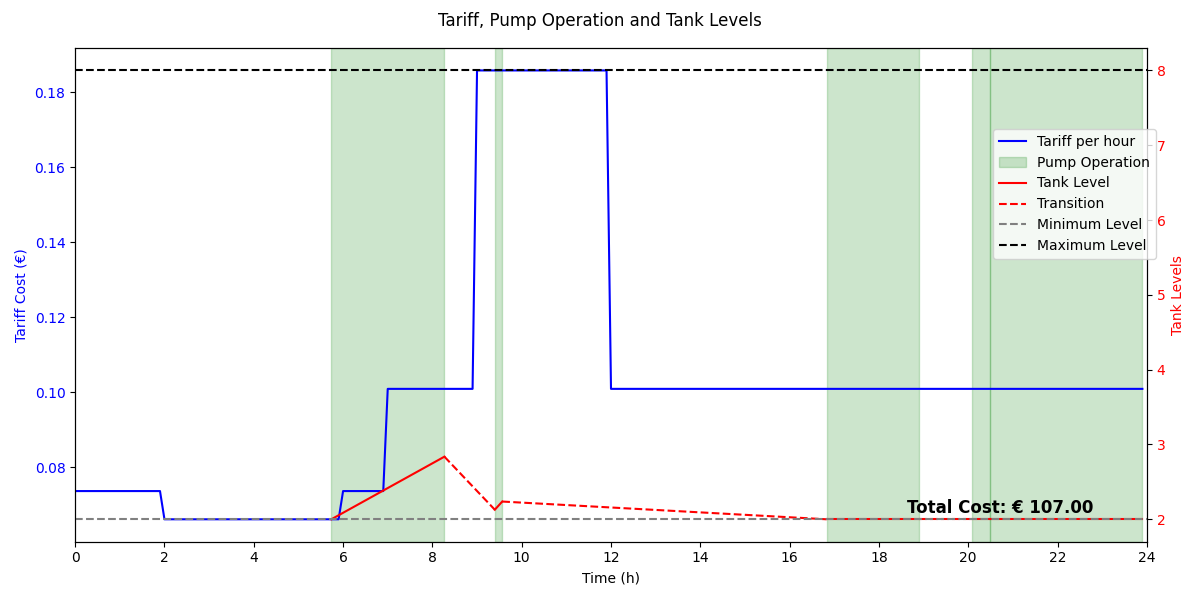 Tariff, Pump Operation and Tank Levels
0.18
0.16
0.14
0.12
0.10
0.08
Tariff Cost (€)
8
7
6
5
4
3
2
Tank Levels
Tariff per hour
Pump Operation
Tank Level
Transition
Minimum Level
Maximum Level
Total Cost: € 107.00
0 2 4 6 8 10 12 14 16 18 20 22 24
Time (h)